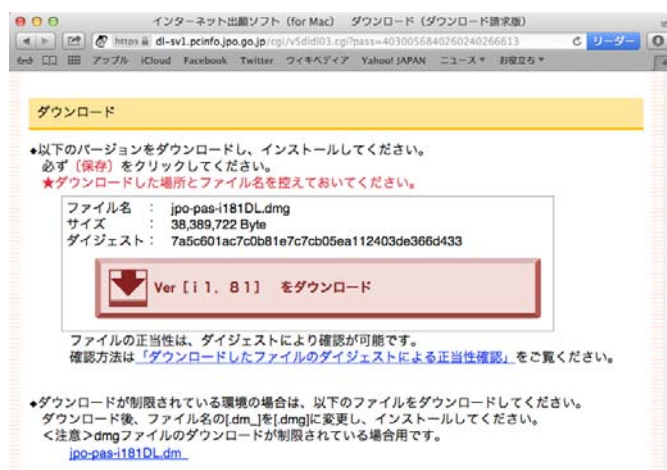 インターネット出願ソフト（for Mac） ダウンロード（ダウンロード請求版）
https dl-sv1.pcinfo.jpo.go.jp/cgi/v5dldl03.cgi?pass=4030056840260240266613 リーダー
アップル iCloud Facebook Twitter ウィキペディア Yahoo! JAPAN ニュース▼ お役立ち▼
ダウンロード
◆以下のバージョンをダウンロードし、インストールしてください。
必ず〔保存〕をクリックしてください。
★ダウンロードした場所とファイル名を控えておいてください。
ファイル名 ： jpo-pas-i181DL.dmg
サイズ ： 38,389,722 Byte
ダイジェスト： 7a5c601ac7c0b81e7c7cb05ea112403de366d433
Ver［ｉ１．８１］ をダウンロード
ファイルの正当性は、ダイジェストにより確認が可能です。
確認方法は「ダウンロードしたファイルのダイジェストによる正当性確認」をご覧ください。
◆ダウンロードが制限されている環境の場合は、以下のファイルをダウンロードしてください。
ダウンロード後、ファイル名の[.dm_]を[.dmg]に変更し、インストールしてください。
＜注意＞dmgファイルのダウンロードが制限されている場合用です。
jpo-pas-i181DL.dm_